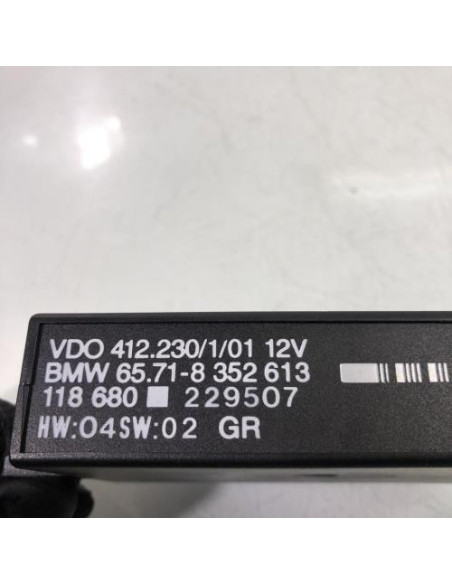 VDO 412.230/1/01 12V
BMW 65.71-8 352 613
118 680 229507
HW:04SW:02 GR